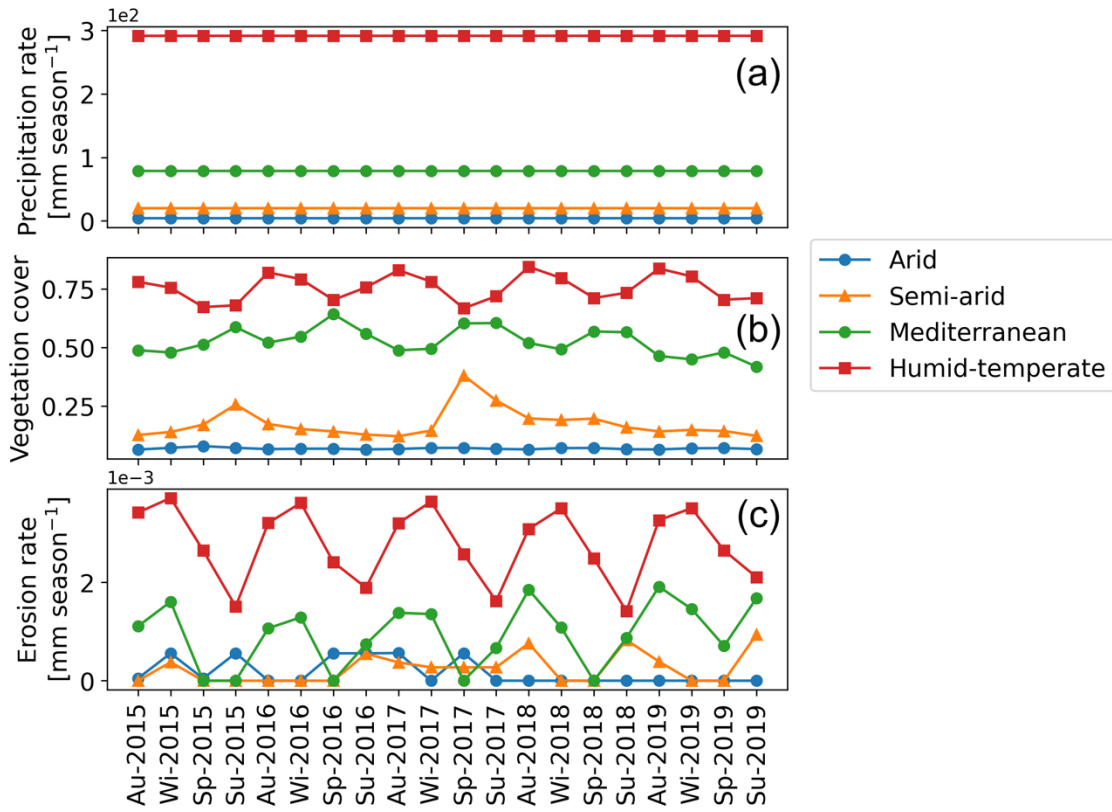 1e2
3
2
1
0
Precipitation rate
[mm season⁻¹]
(a)
0.75
0.50
0.25
Vegetation cover
(b)
Arid
Semi-arid
Mediterranean
Humid-temperate
1e−3
2
0
Erosion rate
[mm season⁻¹]
(c)
Au-2015
Wi-2015
Sp-2015
Su-2015
Au-2016
Wi-2016
Sp-2016
Su-2016
Au-2017
Wi-2017
Sp-2017
Su-2017
Au-2018
Wi-2018
Sp-2018
Su-2018
Au-2019
Wi-2019
Sp-2019
Su-2019